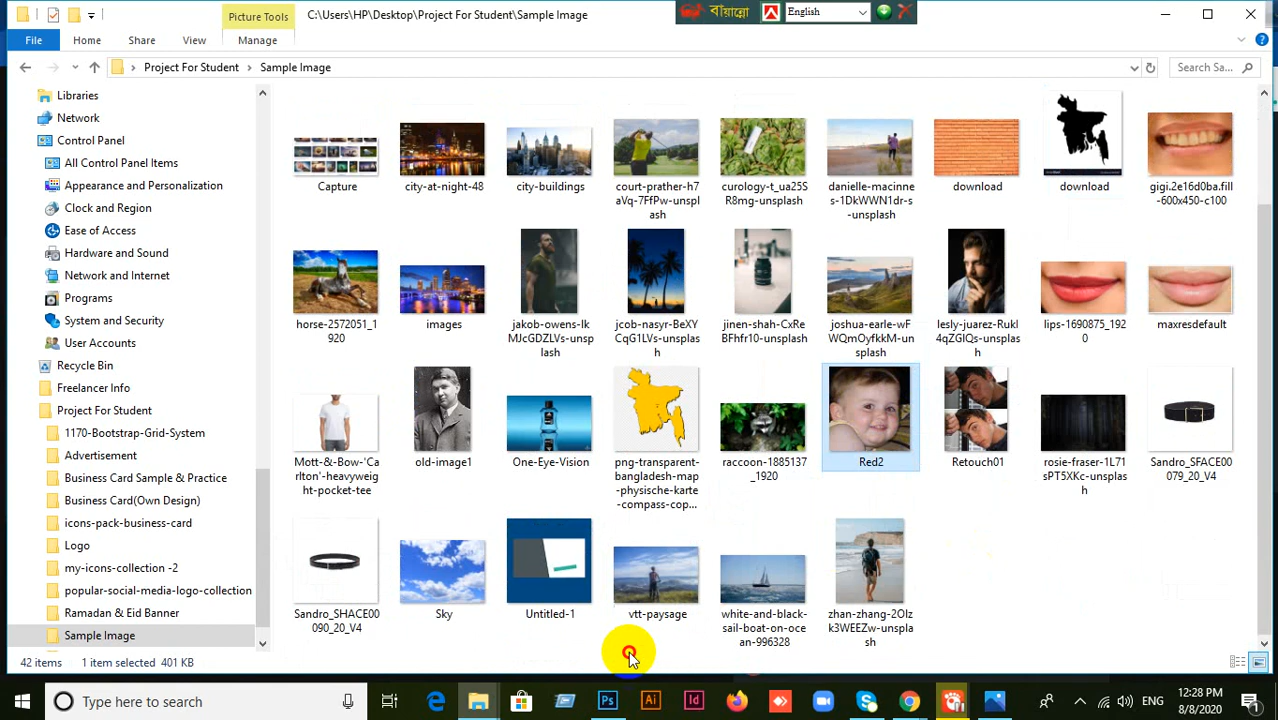 Picture Tools
C:\Users\HP\Desktop\Project For Student\Sample Image
বাঁয়ান্নো
English
File
Home
Share
View
Manage
Project For Student
Sample Image
Search Sa...
Libraries
Network
Control Panel
All Control Panel Items
Appearance and Personalization
Clock and Region
Ease of Access
Hardware and Sound
Network and Internet
Programs
System and Security
User Accounts
Recycle Bin
Freelancer Info
Project For Student
1170-Bootstrap-Grid-System
Advertisement
Business Card Sample & Practice
Business Card(Own Design)
icons-pack-business-card
Logo
my-icons-collection -2
popular-social-media-logo-collection
Ramadan & Eid Banner
Sample Image
Capture
city-at-night-48
city-buildings
court-prather-h7
aVq-7FfPw-unspl
ash
curology-t_ua25S
R8mg-unsplash
danielle-macinne
s-1DkWWN1dr-s
-unsplash
download
download
gigi.2e16d0ba.fill
-600x450-c100
horse-2572051_1
920
images
jakob-owens-lk
MJcGDZLVs-unsp
lash
jcob-nasyr-BeXY
CqG1LVs-unsplas
h
jinen-shah-CxRe
BFhfr10-unsplash
joshua-earle-wF
WQmOyfkkM-un
splash
lesly-juarez-RukI
4qZGlQs-unsplas
h
lips-1690875_192
0
maxresdefault
Mott-&-Bow-'Ca
rlton'-heavyweig
ht-pocket-tee
old-image1
One-Eye-Vision
png-transparent-
bangladesh-map
-physische-karte
-compass-cop...
raccoon-1885137
_1920
Red2
Retouch01
rosie-fraser-1L71
sPT5XKc-unsplas
h
Sandro_SFACE00
079_20_V4
Sandro_SHACE00
090_20_V4
Sky
Untitled-1
vtt-paysage
white-and-black-
sail-boat-on-oce
an-996328
zhan-zhang-2Olz
k3WEEZw-unspla
sh
42 items
1 item selected
401 KB
Type here to search
Ps
Ai
Id
ENG
12:28 PM
8/8/2020
1